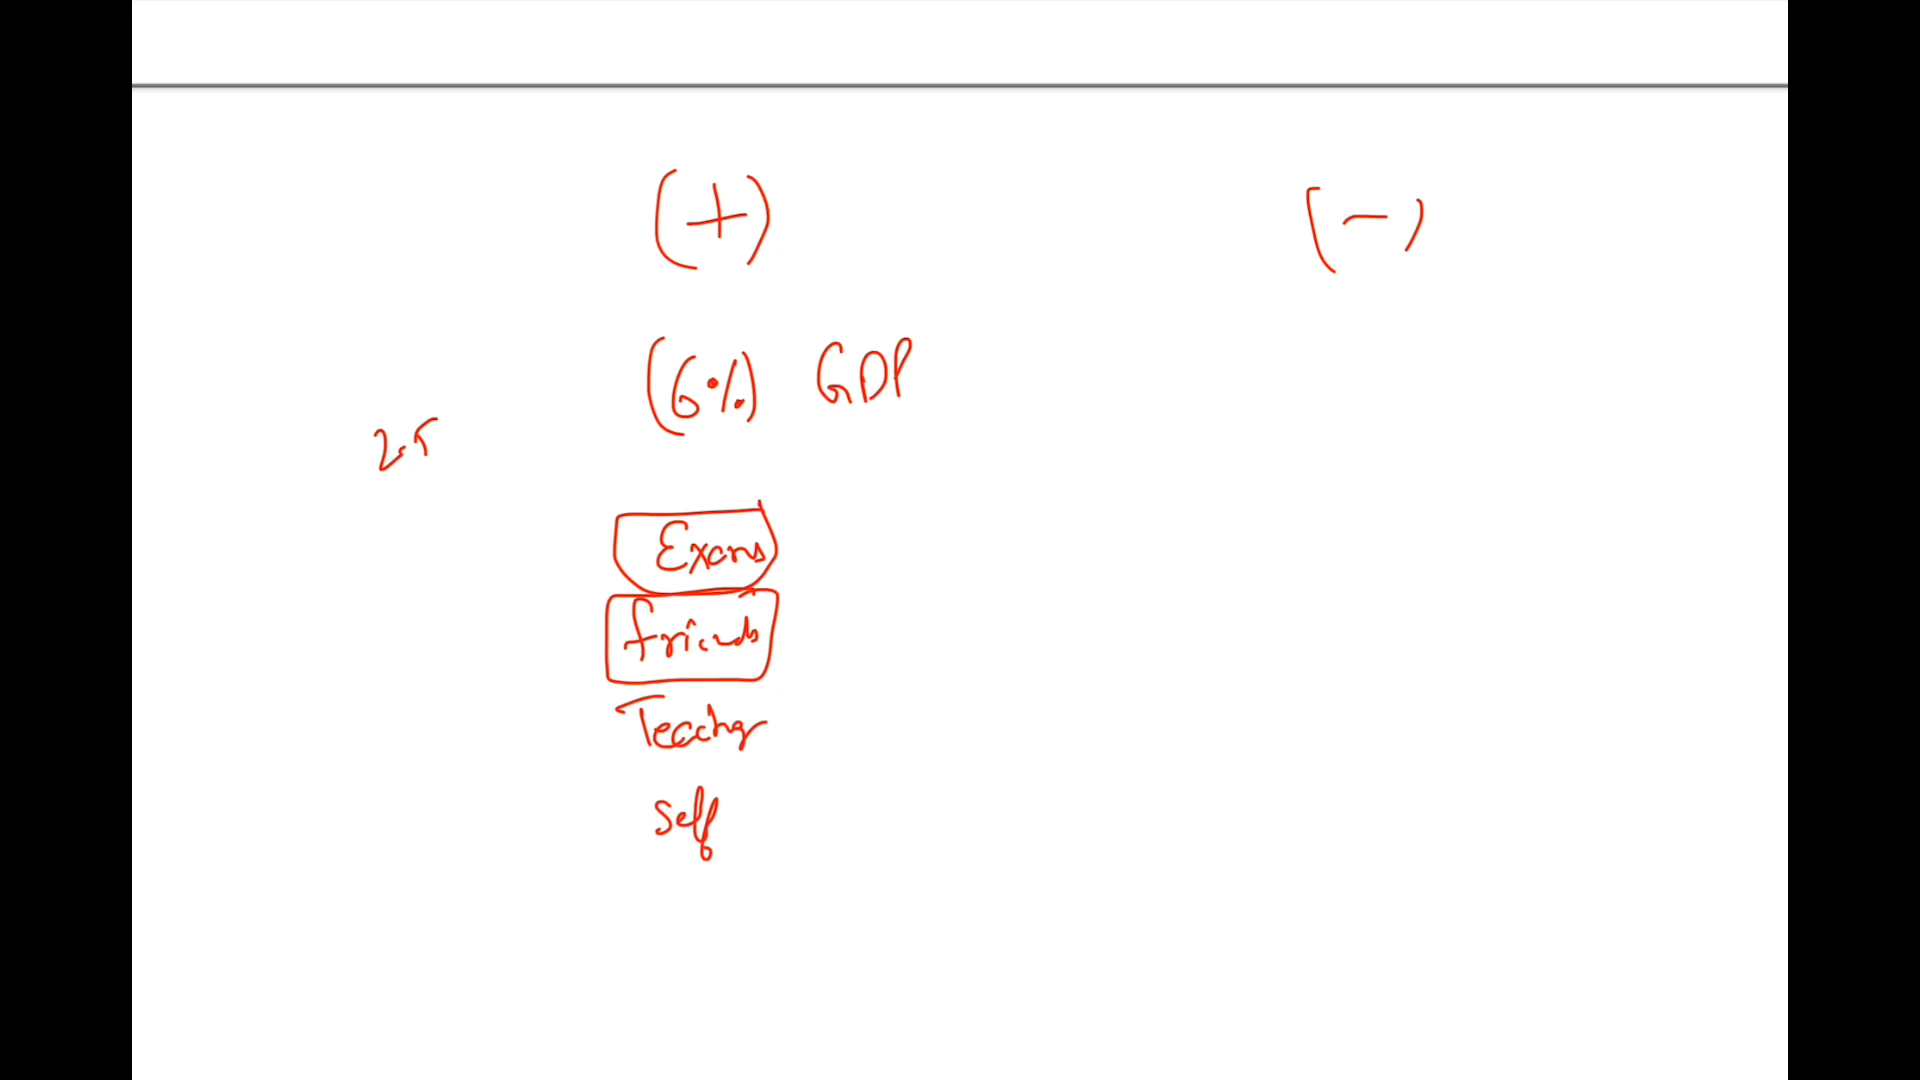 (+) (-)
(6%) GDP
2.5
Exams
friends
Teacher
Self